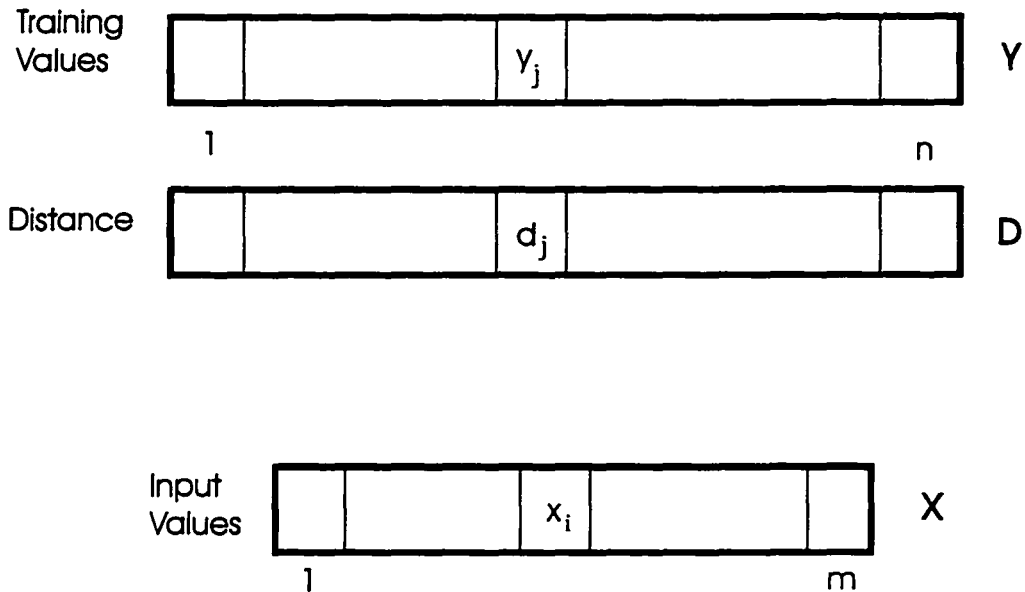 Training
Values
y_j
Y
1
n
Distance
d_j
D
Input
Values
x_i
X
1
m